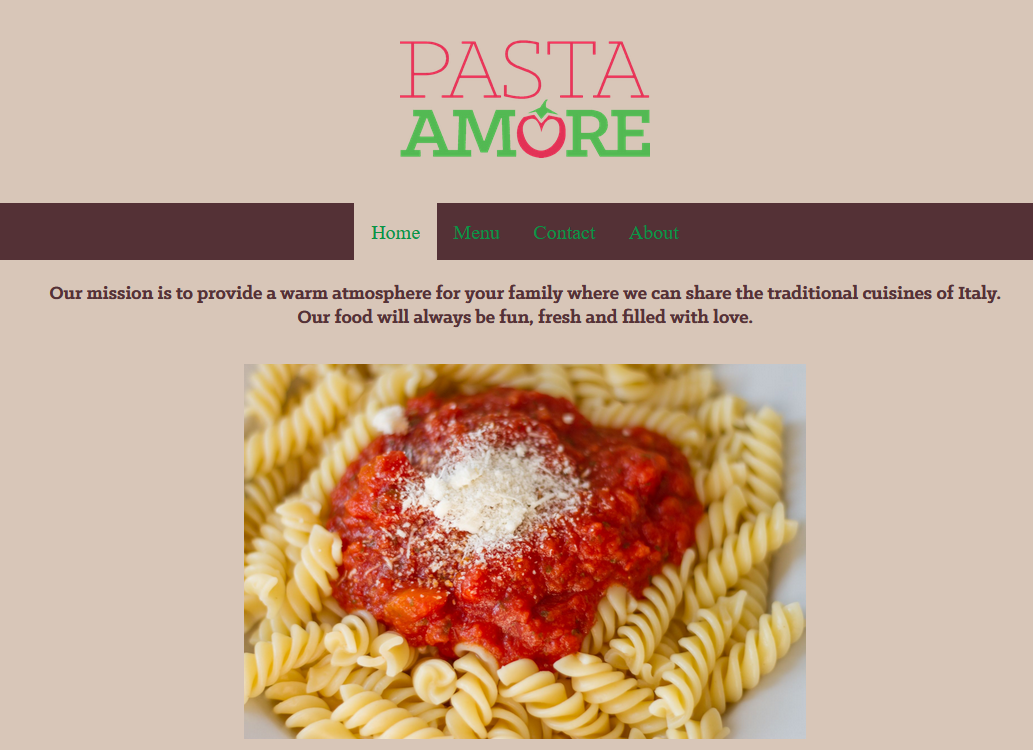 PASTA
AMORE
Home Menu Contact About
Our mission is to provide a warm atmosphere for your family where we can share the traditional cuisines of Italy.
Our food will always be fun, fresh and filled with love.